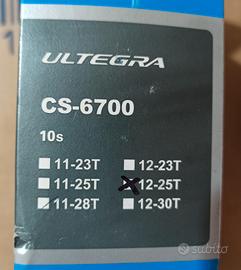 ULTEGRA
CS-6700
10s
11-23T 12-23T
11-25T 12-25T
11-28T 12-30T
subito